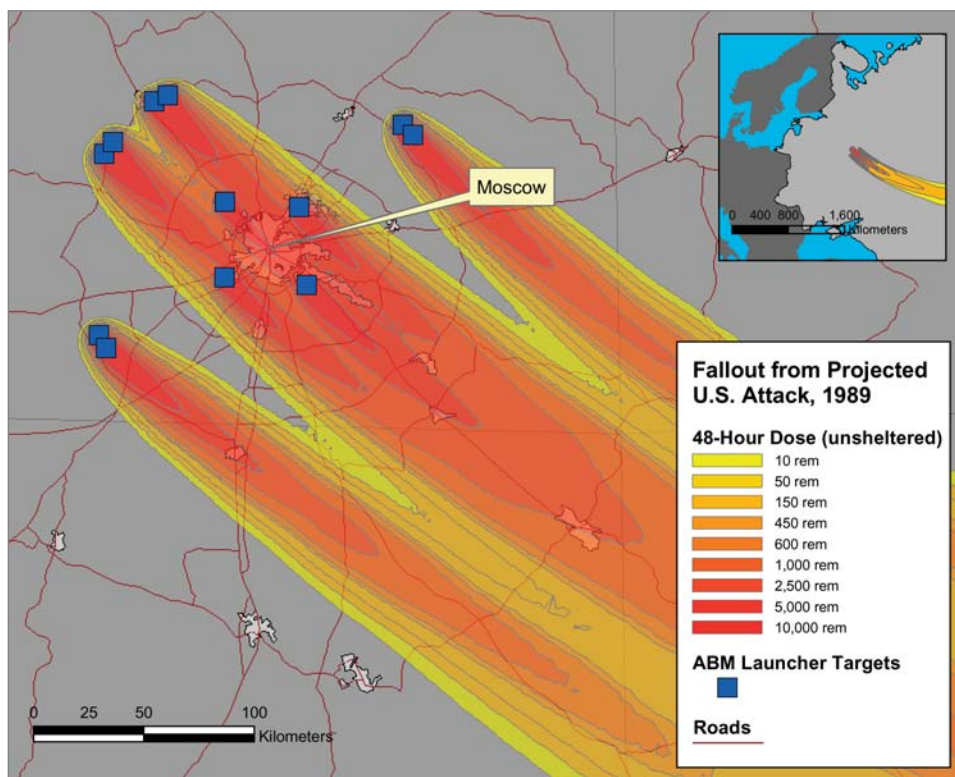 Moscow
0 400 800 1,600
Kilometers
Fallout from Projected
U.S. Attack, 1989
48-Hour Dose (unsheltered)
10 rem
50 rem
150 rem
450 rem
600 rem
1,000 rem
2,500 rem
5,000 rem
10,000 rem
ABM Launcher Targets
Roads
0 25 50 100
Kilometers